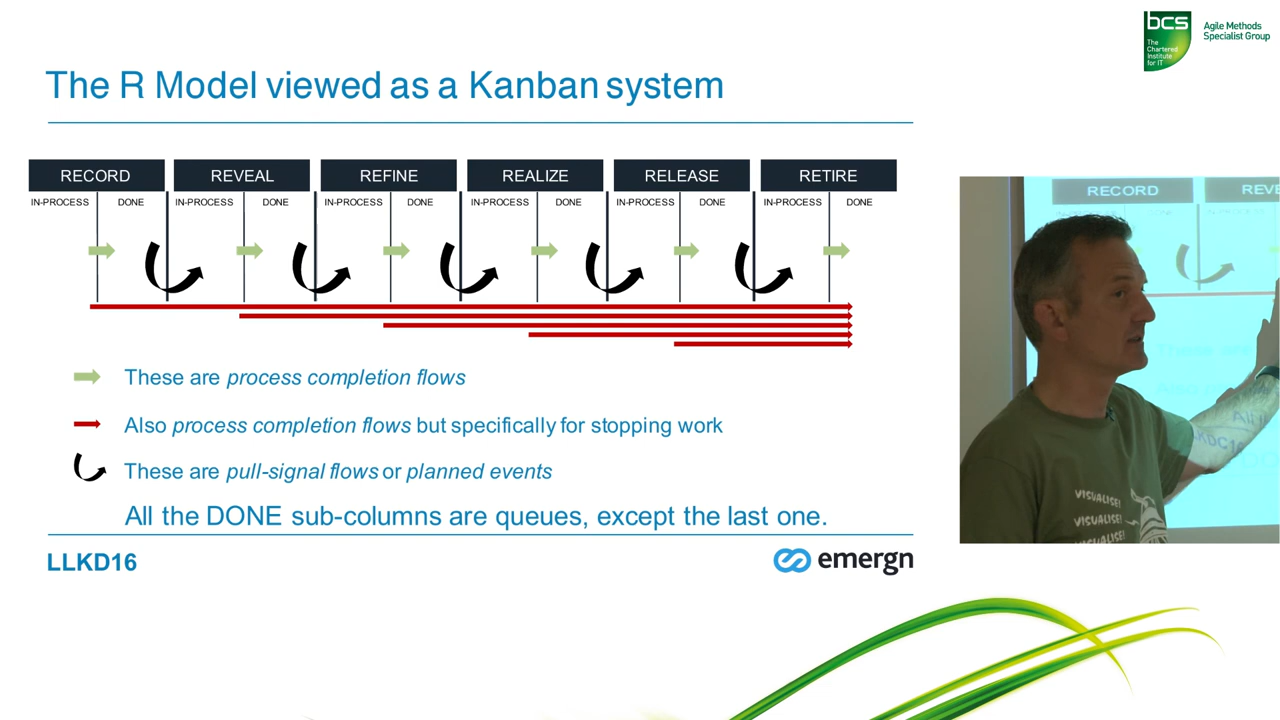 bcs
The
Chartered
Institute
for IT
Agile Methods
Specialist Group
The R Model viewed as a Kanban system
RECORD REVEAL REFINE REALIZE RELEASE RETIRE
IN-PROCESS DONE IN-PROCESS DONE IN-PROCESS DONE IN-PROCESS DONE IN-PROCESS DONE IN-PROCESS DONE
These are process completion flows
Also process completion flows but specifically for stopping work
These are pull-signal flows or planned events
All the DONE sub-columns are queues, except the last one.
LLKD16
emergn
RECORD
VISUALISE!
VISUALISE!
VISUALISE!